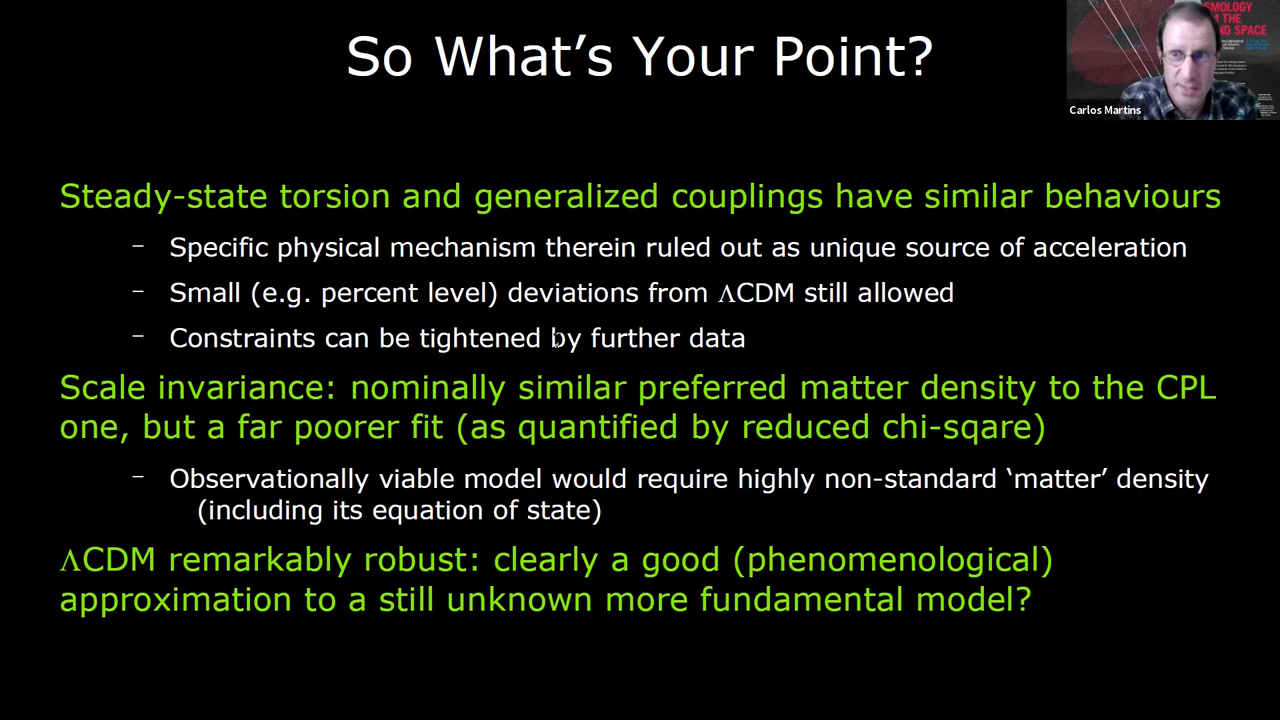 So What's Your Point?
SMOLOGY
M THE
ND SPACE
Carlos Martins
Steady-state torsion and generalized couplings have similar behaviours
– Specific physical mechanism therein ruled out as unique source of acceleration
– Small (e.g. percent level) deviations from ΛCDM still allowed
– Constraints can be tightened by further data
Scale invariance: nominally similar preferred matter density to the CPL
one, but a far poorer fit (as quantified by reduced chi-sqare)
– Observationally viable model would require highly non-standard ‘matter’ density
(including its equation of state)
ΛCDM remarkably robust: clearly a good (phenomenological)
approximation to a still unknown more fundamental model?